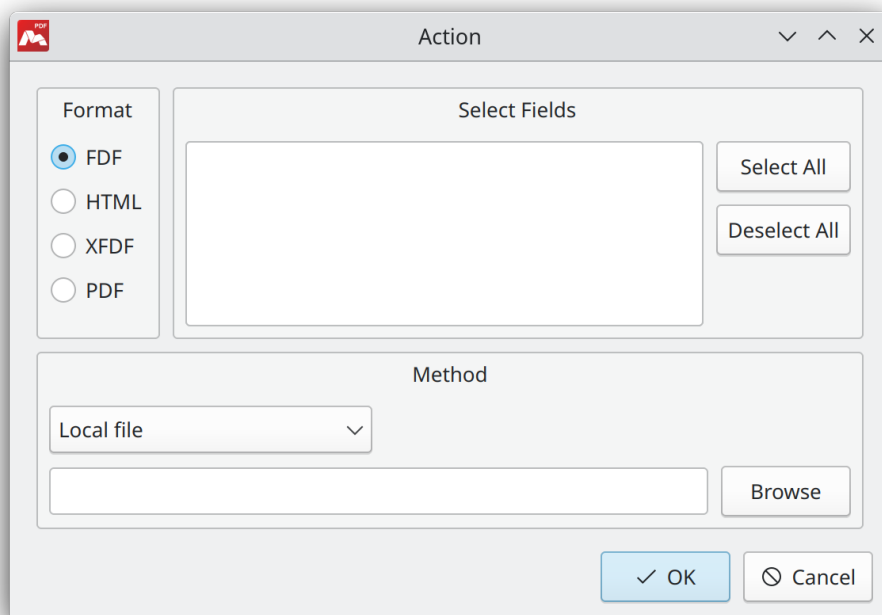 PDF
Action
Format
FDF
HTML
XFDF
PDF
Select Fields
Select All
Deselect All
Method
Local file
Browse
OK
Cancel